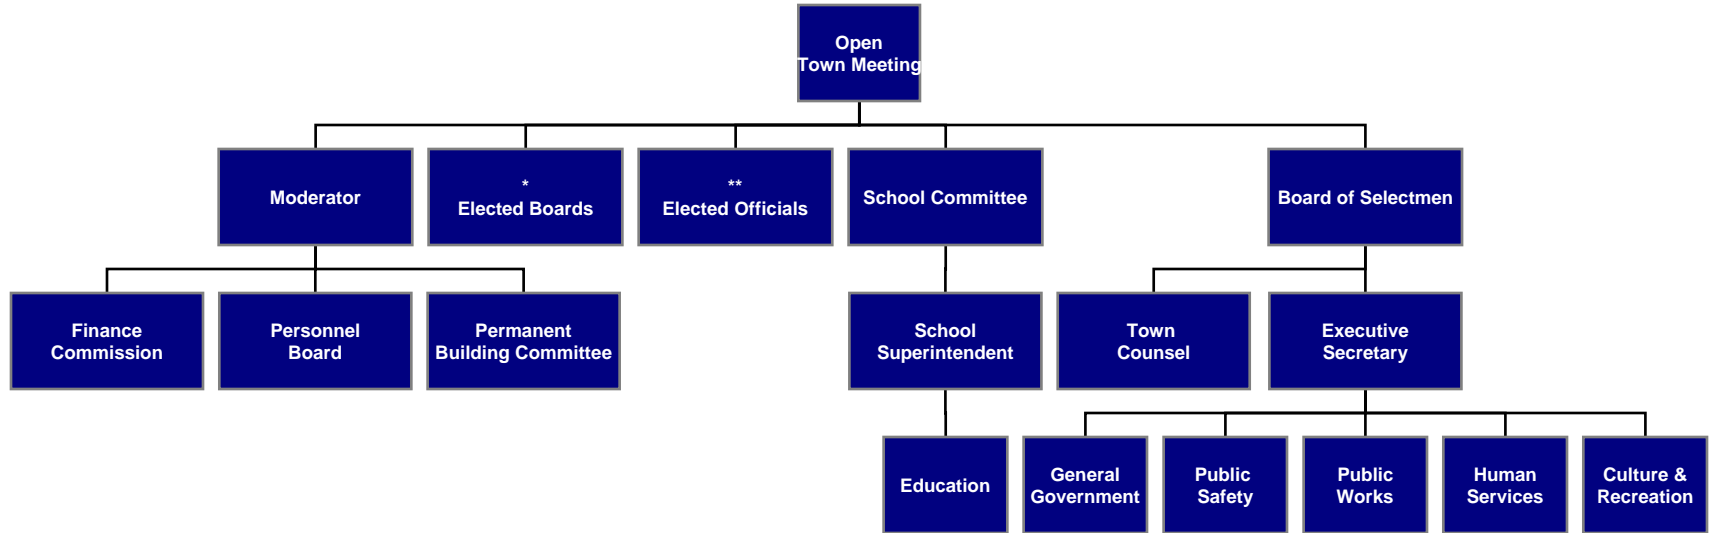 Open
Town Meeting
Moderator
*
Elected Boards
**
Elected Officials
School Committee
Board of Selectmen
Finance
Commission
Personnel
Board
Permanent
Building Committee
School
Superintendent
Town
Counsel
Executive
Secretary
Education
General
Government
Public
Safety
Public
Works
Human
Services
Culture &
Recreation